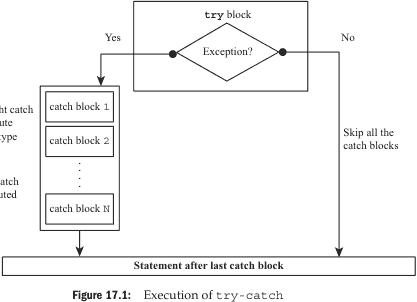 try block
Yes
No
Exception?
catch block 1
catch block 2
catch block N
ht catch
ute
type
atch
uted
Skip all the
catch blocks
Statement after last catch block
Figure 17.1: Execution of try-catch